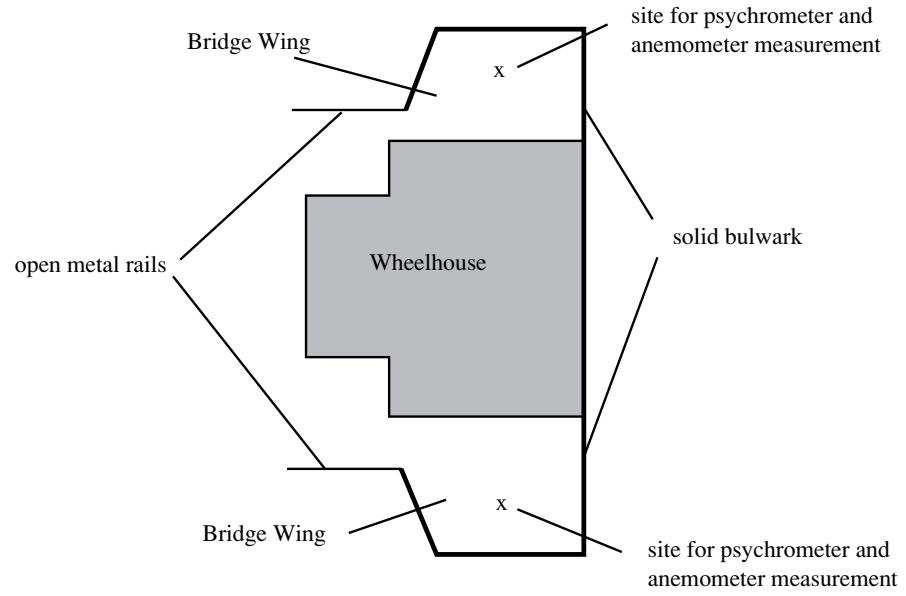 site for psychrometer and
anemometer measurement
Bridge Wing
x
solid bulwark
open metal rails
Wheelhouse
x
Bridge Wing
site for psychrometer and
anemometer measurement